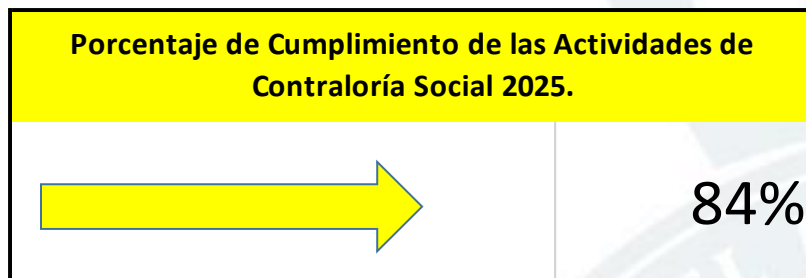 Porcentaje de Cumplimiento de las Actividades de
Contraloría Social 2025.
84%